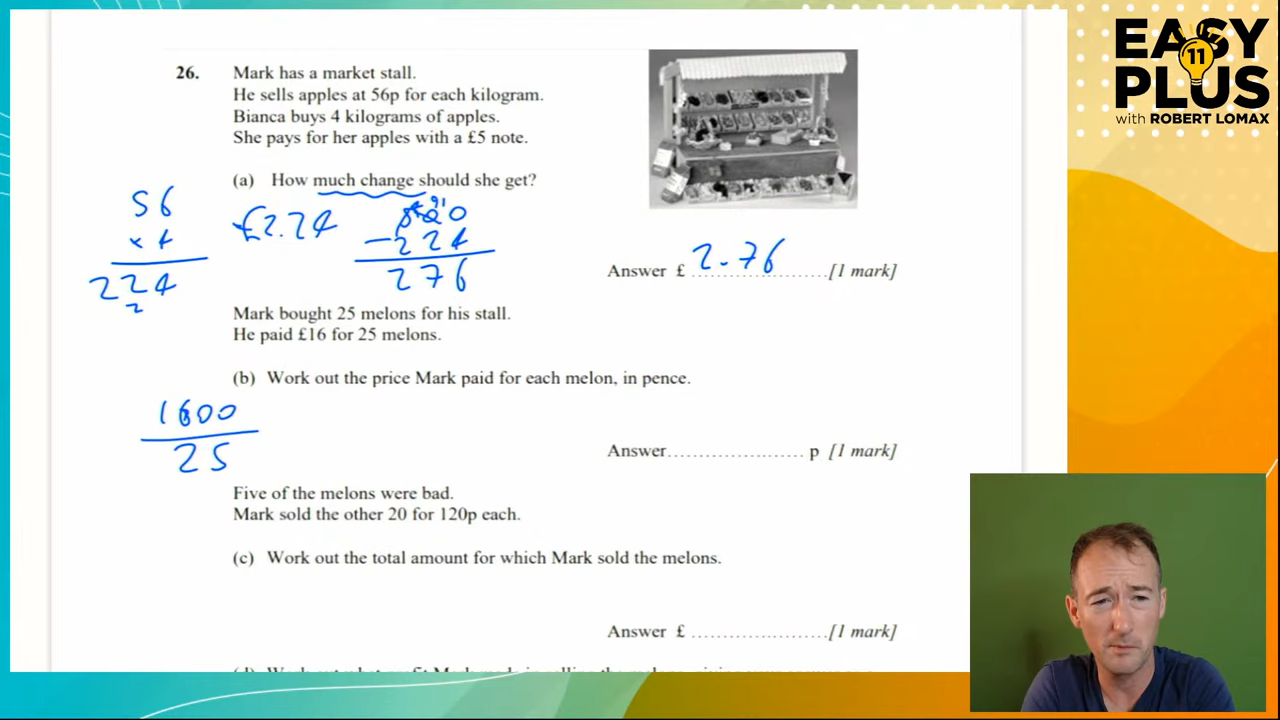 EASY
11
PLUS
with ROBERT LOMAX
26. Mark has a market stall.
He sells apples at 56p for each kilogram.
Bianca buys 4 kilograms of apples.
She pays for her apples with a £5 note.
(a) How much change should she get?
56
x 4
224
2
£2.24
- 224
276
Answer £ 2.76 [1 mark]
Mark bought 25 melons for his stall.
He paid £16 for 25 melons.
(b) Work out the price Mark paid for each melon, in pence.
1600
25
Answer........................ p [1 mark]
Five of the melons were bad.
Mark sold the other 20 for 120p each.
(c) Work out the total amount for which Mark sold the melons.
Answer £ ........................[1 mark]